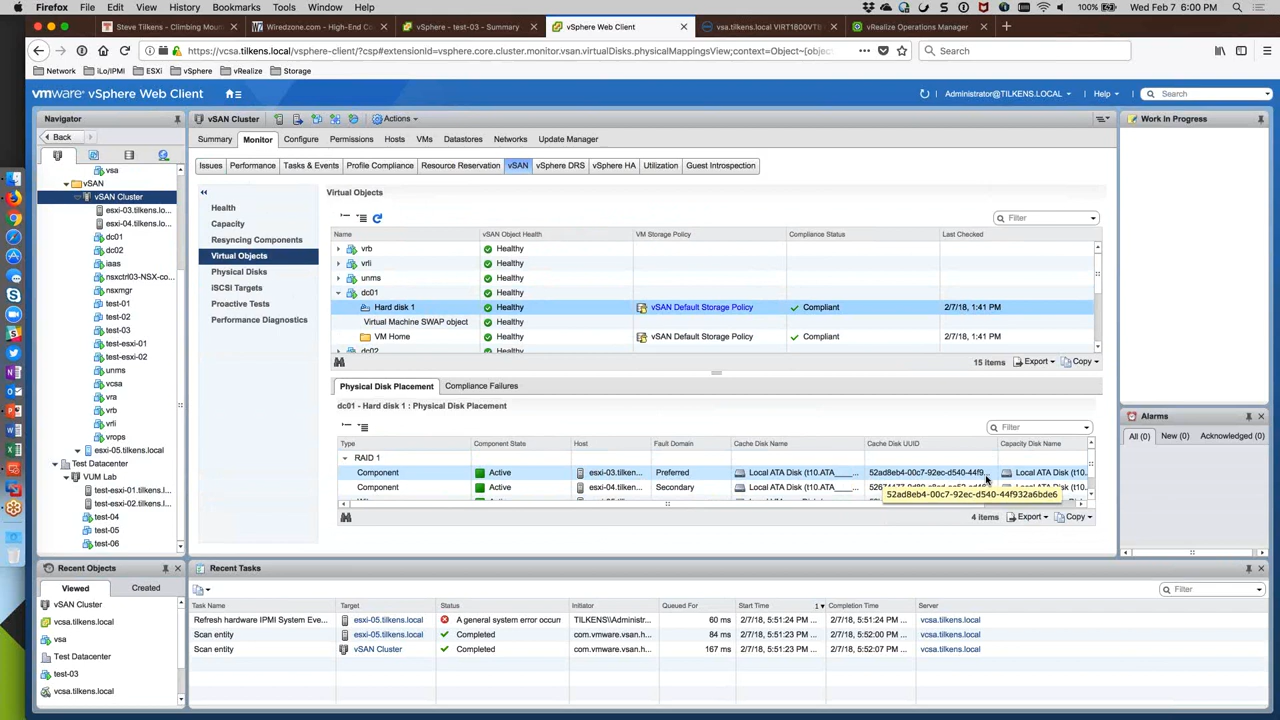 Firefox File Edit View History Bookmarks Tools Window Help 100% Wed Feb 7 6:00 PM
Steve Tilkens – Climbing Mou... Wiredzone.com - High-End Co vSphere - test-03 - Summary vSphere Web Client vsa.tilkens.local VIRT1800VTI vRealize Operations Manager
https://vcsa.tilkens.local/vsphere-client/?csp#extensionId=vsphere.core.cluster.monitor.vsan.virtualDisks.physicalMappingsView;context=Object~{objec Search
Network iLo/IPMI ESXi vSphere vRealize Storage
vmware vSphere Web Client Administrator@TILKENS.LOCAL Help Search
Navigator vSAN Cluster Actions Work In Progress
Back Summary Monitor Configure Permissions Hosts VMs Datastores Networks Update Manager
Issues Performance Tasks & Events Profile Compliance Resource Reservation vSAN vSphere DRS vSphere HA Utilization Guest Introspection
vsa
vSAN
vSAN Cluster
esxi-03.tilkens.lo...
esxi-04.tilkens.lo...
dc01
dc02
iaas
nsxctrl03-NSX-co...
nsxmgr
test-01
test-02
test-03
test-esxi-01
test-esxi-02
unms
vcsa
vra
vrb
vrli
vrops
esxi-05.tilkens.local
Test Datacenter
VUM Lab
test-esxi-01.tilkens...
test-esxi-02.tilkens...
test-04
test-05
test-06
Health
Capacity
Resyncing Components
Virtual Objects
Physical Disks
iSCSI Targets
Proactive Tests
Performance Diagnostics
Virtual Objects
Filter
Name vSAN Object Health VM Storage Policy Compliance Status Last Checked
vrb Healthy
vrli Healthy
unms Healthy
dc01 Healthy
Hard disk 1 Healthy vSAN Default Storage Policy Compliant 2/7/18, 1:41 PM
Virtual Machine SWAP object Healthy
VM Home Healthy vSAN Default Storage Policy Compliant 2/7/18, 1:41 PM
dc02 Healthy
15 items Export Copy
Physical Disk Placement Compliance Failures
dc01 - Hard disk 1 : Physical Disk Placement
Filter
Type Component State Host Fault Domain Cache Disk Name Cache Disk UUID Capacity Disk Name
RAID 1
Component Active esxi-03.tilken... Preferred Local ATA Disk (t10.ATA____... 52ad8eb4-00c7-92ec-d540-44f9... Local ATA Disk (t10...
Component Active esxi-04.tilken... Secondary Local ATA Disk (t10.ATA____... Local ATA Disk (t10...
52ad8eb4-00c7-92ec-d540-44f932a6bde6
4 items Export Copy
Alarms
All (0) New (0) Acknowledged (0)
Recent Objects
Viewed Created
vSAN Cluster
vcsa.tilkens.local
vsa
Test Datacenter
test-03
vcsa.tilkens.local
Recent Tasks
Filter
Task Name Target Status Initiator Queued For Start Time 1 Completion Time Server
Refresh hardware IPMI System Eve... esxi-05.tilkens.local A general system error occurr TILKENS\\Administr... 60 ms 2/7/18, 5:51:24 PM ... 2/7/18, 5:51:24 PM ... vcsa.tilkens.local
Scan entity esxi-05.tilkens.local Completed com.vmware.vsan.h... 84 ms 2/7/18, 5:51:23 PM ... 2/7/18, 5:52:00 PM ... vcsa.tilkens.local
Scan entity vSAN Cluster Completed com.vmware.vsan.h... 167 ms 2/7/18, 5:51:23 PM ... 2/7/18, 5:52:07 PM ... vcsa.tilkens.local